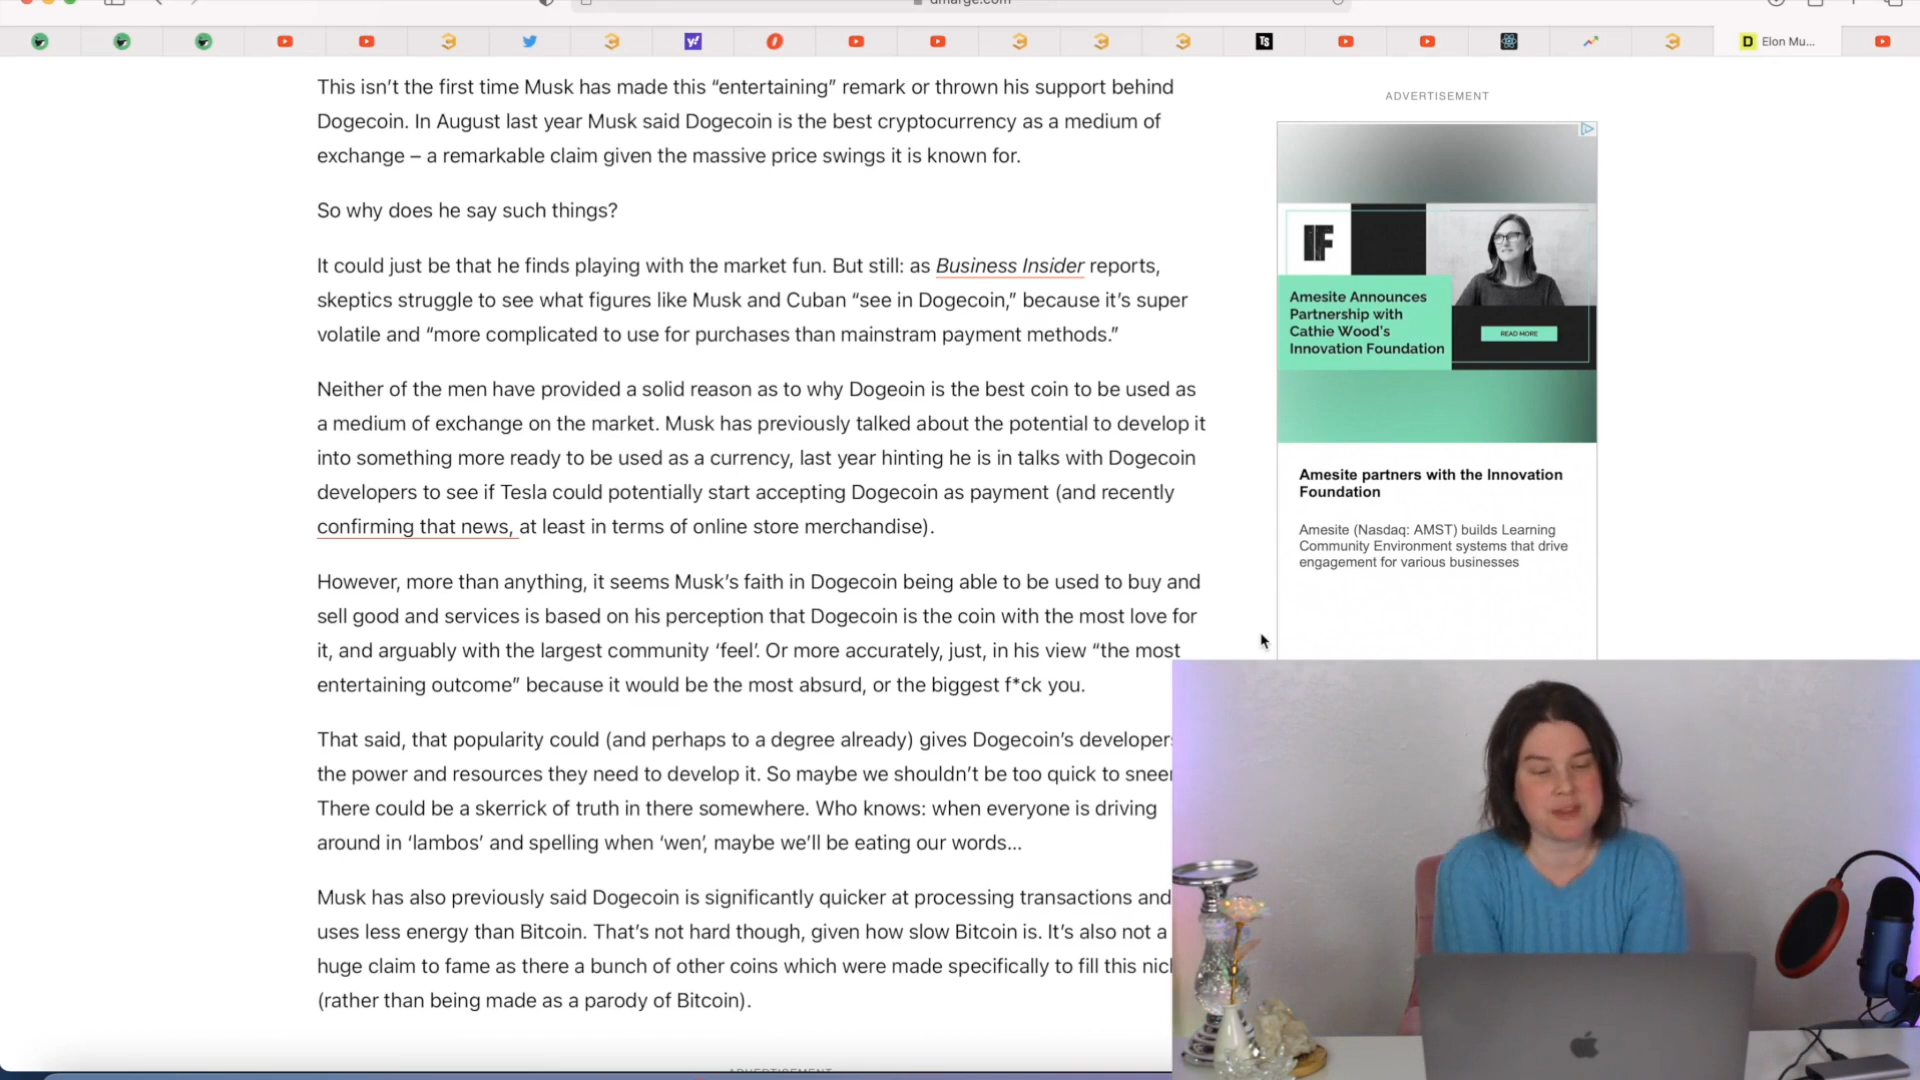 dmarge.com
y!
TS
D Elon Mu...
This isn’t the first time Musk has made this “entertaining” remark or thrown his support behind
Dogecoin. In August last year Musk said Dogecoin is the best cryptocurrency as a medium of
exchange – a remarkable claim given the massive price swings it is known for.
So why does he say such things?
It could just be that he finds playing with the market fun. But still: as Business Insider reports,
skeptics struggle to see what figures like Musk and Cuban “see in Dogecoin,” because it’s super
volatile and “more complicated to use for purchases than mainstram payment methods.”
Neither of the men have provided a solid reason as to why Dogeoin is the best coin to be used as
a medium of exchange on the market. Musk has previously talked about the potential to develop it
into something more ready to be used as a currency, last year hinting he is in talks with Dogecoin
developers to see if Tesla could potentially start accepting Dogecoin as payment (and recently
confirming that news, at least in terms of online store merchandise).
However, more than anything, it seems Musk’s faith in Dogecoin being able to be used to buy and
sell good and services is based on his perception that Dogecoin is the coin with the most love for
it, and arguably with the largest community ‘feel’. Or more accurately, just, in his view “the most
entertaining outcome” because it would be the most absurd, or the biggest f*ck you.
That said, that popularity could (and perhaps to a degree already) gives Dogecoin’s developer
the power and resources they need to develop it. So maybe we shouldn’t be too quick to sneer
There could be a skerrick of truth in there somewhere. Who knows: when everyone is driving
around in ‘lambos’ and spelling when ‘wen’, maybe we’ll be eating our words...
Musk has also previously said Dogecoin is significantly quicker at processing transactions and
uses less energy than Bitcoin. That’s not hard though, given how slow Bitcoin is. It’s also not a
huge claim to fame as there a bunch of other coins which were made specifically to fill this
(rather than being made as a parody of Bitcoin).
ADVERTISEMENT
ADVERTISEMENT
IF
Amesite Announces
Partnership with
Cathie Wood's
Innovation Foundation
READ MORE
Amesite partners with the Innovation
Foundation
Amesite (Nasdaq: AMST) builds Learning
Community Environment systems that drive
engagement for various businesses